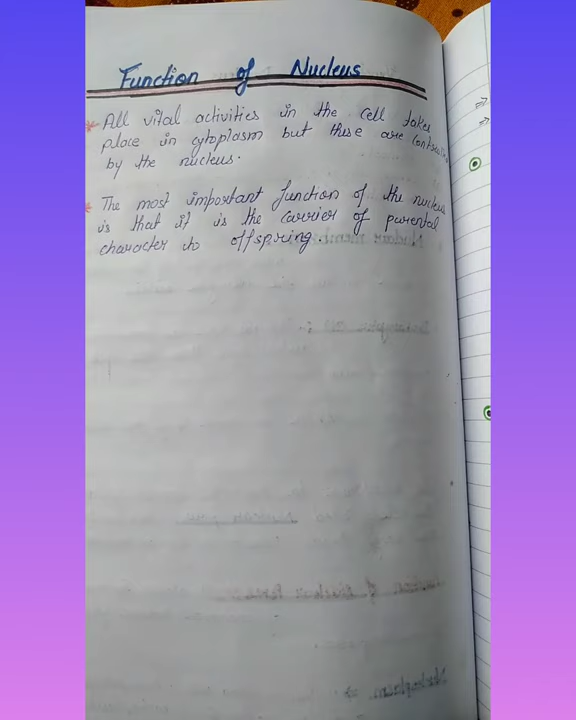 Function of Nucleus
All vital activities in the cell takes
place in cytoplasm but these are controlled
by the nucleus.
The most important function of the nucleus
is that it is the carrier of parental
character to offspring.